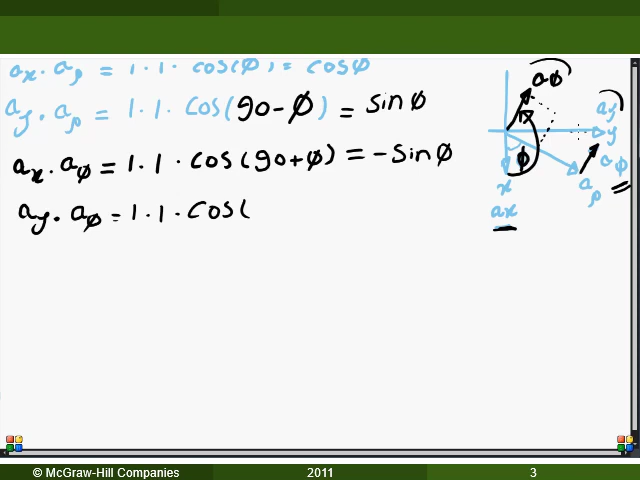 ax · aρ = 1 · 1 · cos(φ) = cosφ
ay · aρ = 1 · 1 · cos(90-φ) = sinφ
ax · aφ = 1 · 1 · cos(90+φ) = -sinφ
ay · aφ = 1 · 1 · cos(
aφ
ay
y
φ
aφ
x
aρ
ax
© McGraw-Hill Companies 2011 3